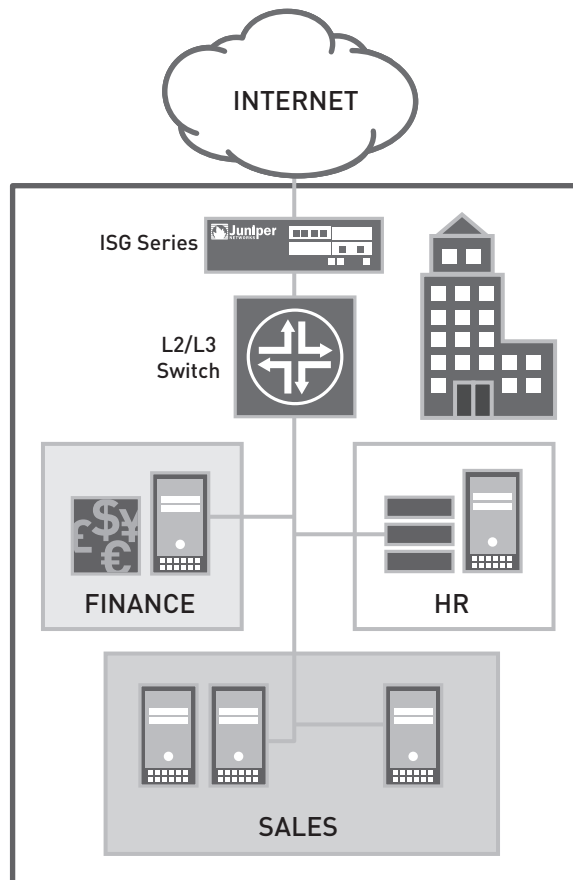 INTERNET
Juniper
NETWORKS
ISG Series
L2/L3
Switch
£$¥€
FINANCE
HR
SALES